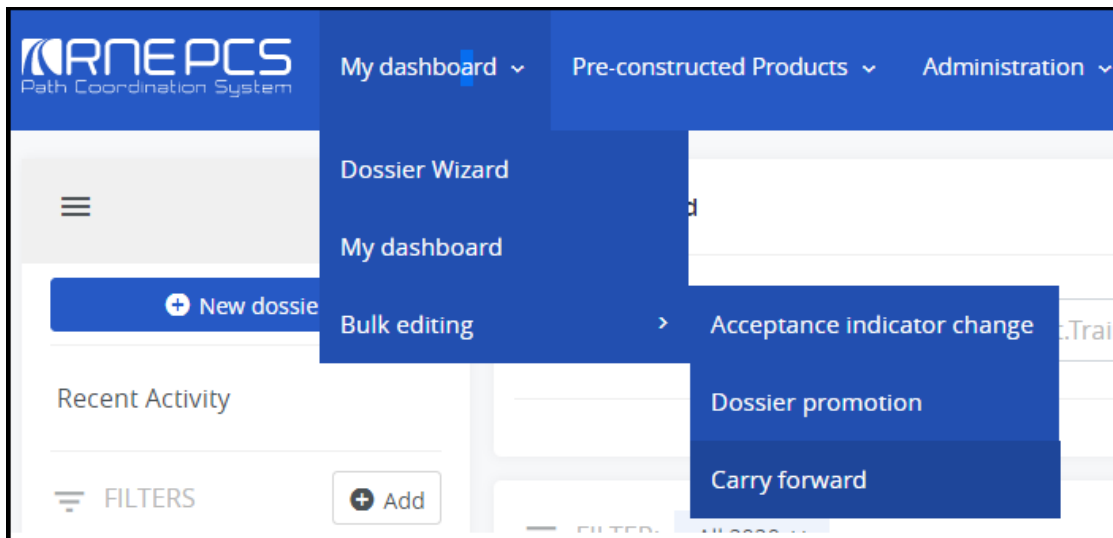 RNE PCS
Path Coordination System
My dashboard
Pre-constructed Products
Administration
Dossier Wizard
My dashboard
Bulk editing
Acceptance indicator change
Dossier promotion
Carry forward
New dossie
Recent Activity
FILTERS
Add